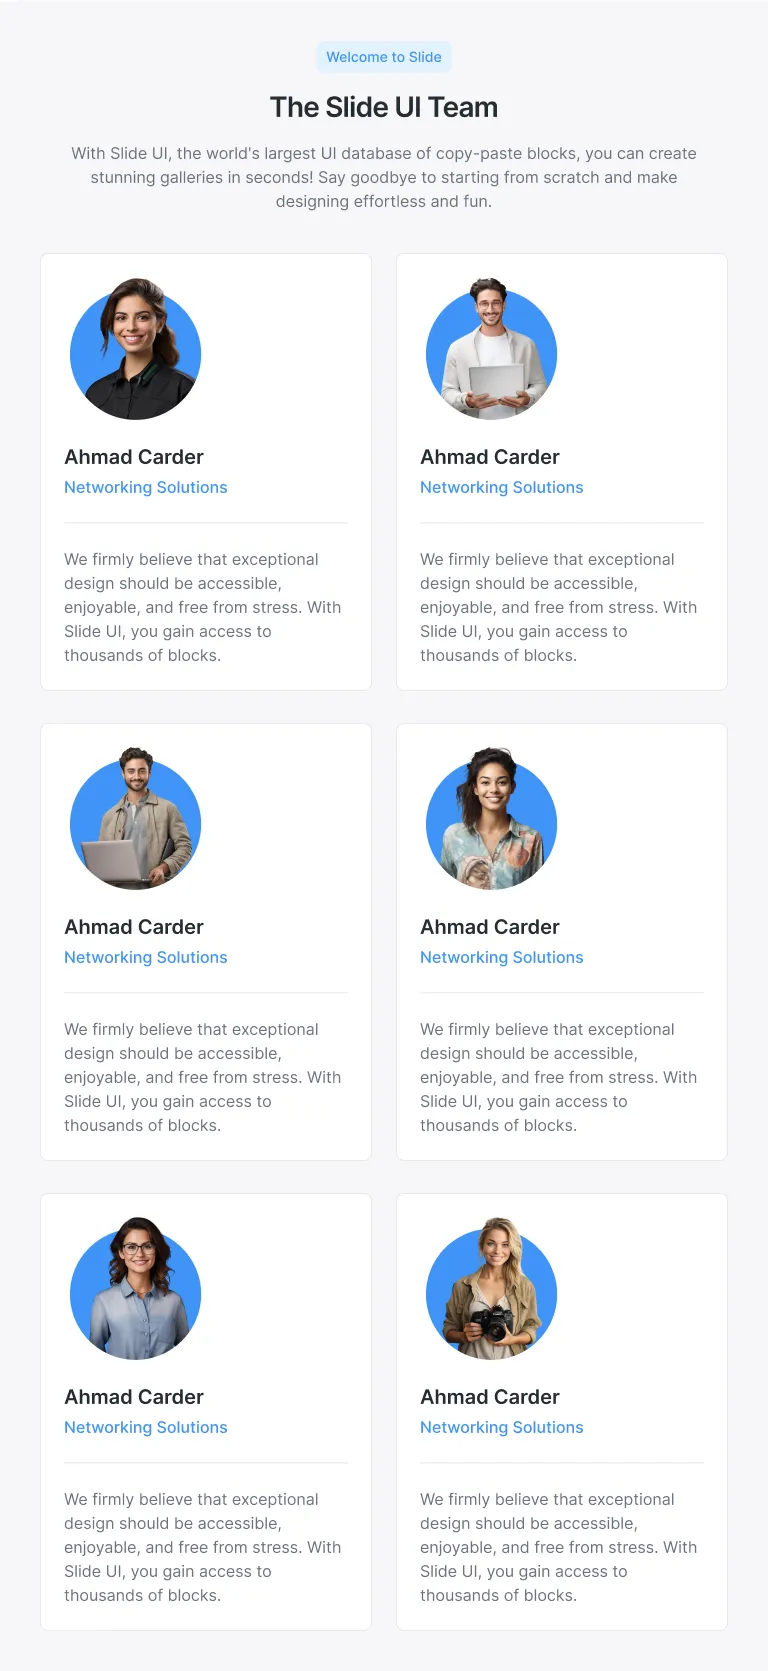 Welcome to Slide
The Slide UI Team
With Slide UI, the world's largest UI database of copy-paste blocks, you can create
stunning galleries in seconds! Say goodbye to starting from scratch and make
designing effortless and fun.
Ahmad Carder
Networking Solutions
We firmly believe that exceptional
design should be accessible,
enjoyable, and free from stress. With
Slide UI, you gain access to
thousands of blocks.
Ahmad Carder
Networking Solutions
We firmly believe that exceptional
design should be accessible,
enjoyable, and free from stress. With
Slide UI, you gain access to
thousands of blocks.
Ahmad Carder
Networking Solutions
We firmly believe that exceptional
design should be accessible,
enjoyable, and free from stress. With
Slide UI, you gain access to
thousands of blocks.
Ahmad Carder
Networking Solutions
We firmly believe that exceptional
design should be accessible,
enjoyable, and free from stress. With
Slide UI, you gain access to
thousands of blocks.
Ahmad Carder
Networking Solutions
We firmly believe that exceptional
design should be accessible,
enjoyable, and free from stress. With
Slide UI, you gain access to
thousands of blocks.
Ahmad Carder
Networking Solutions
We firmly believe that exceptional
design should be accessible,
enjoyable, and free from stress. With
Slide UI, you gain access to
thousands of blocks.